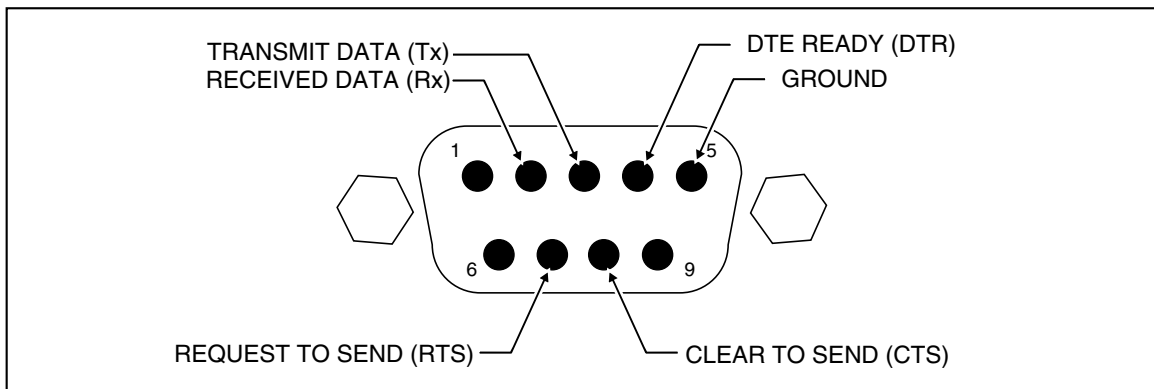 TRANSMIT DATA (Tx)
DTE READY (DTR)
RECEIVED DATA (Rx)
GROUND
1
5
6
9
REQUEST TO SEND (RTS)
CLEAR TO SEND (CTS)